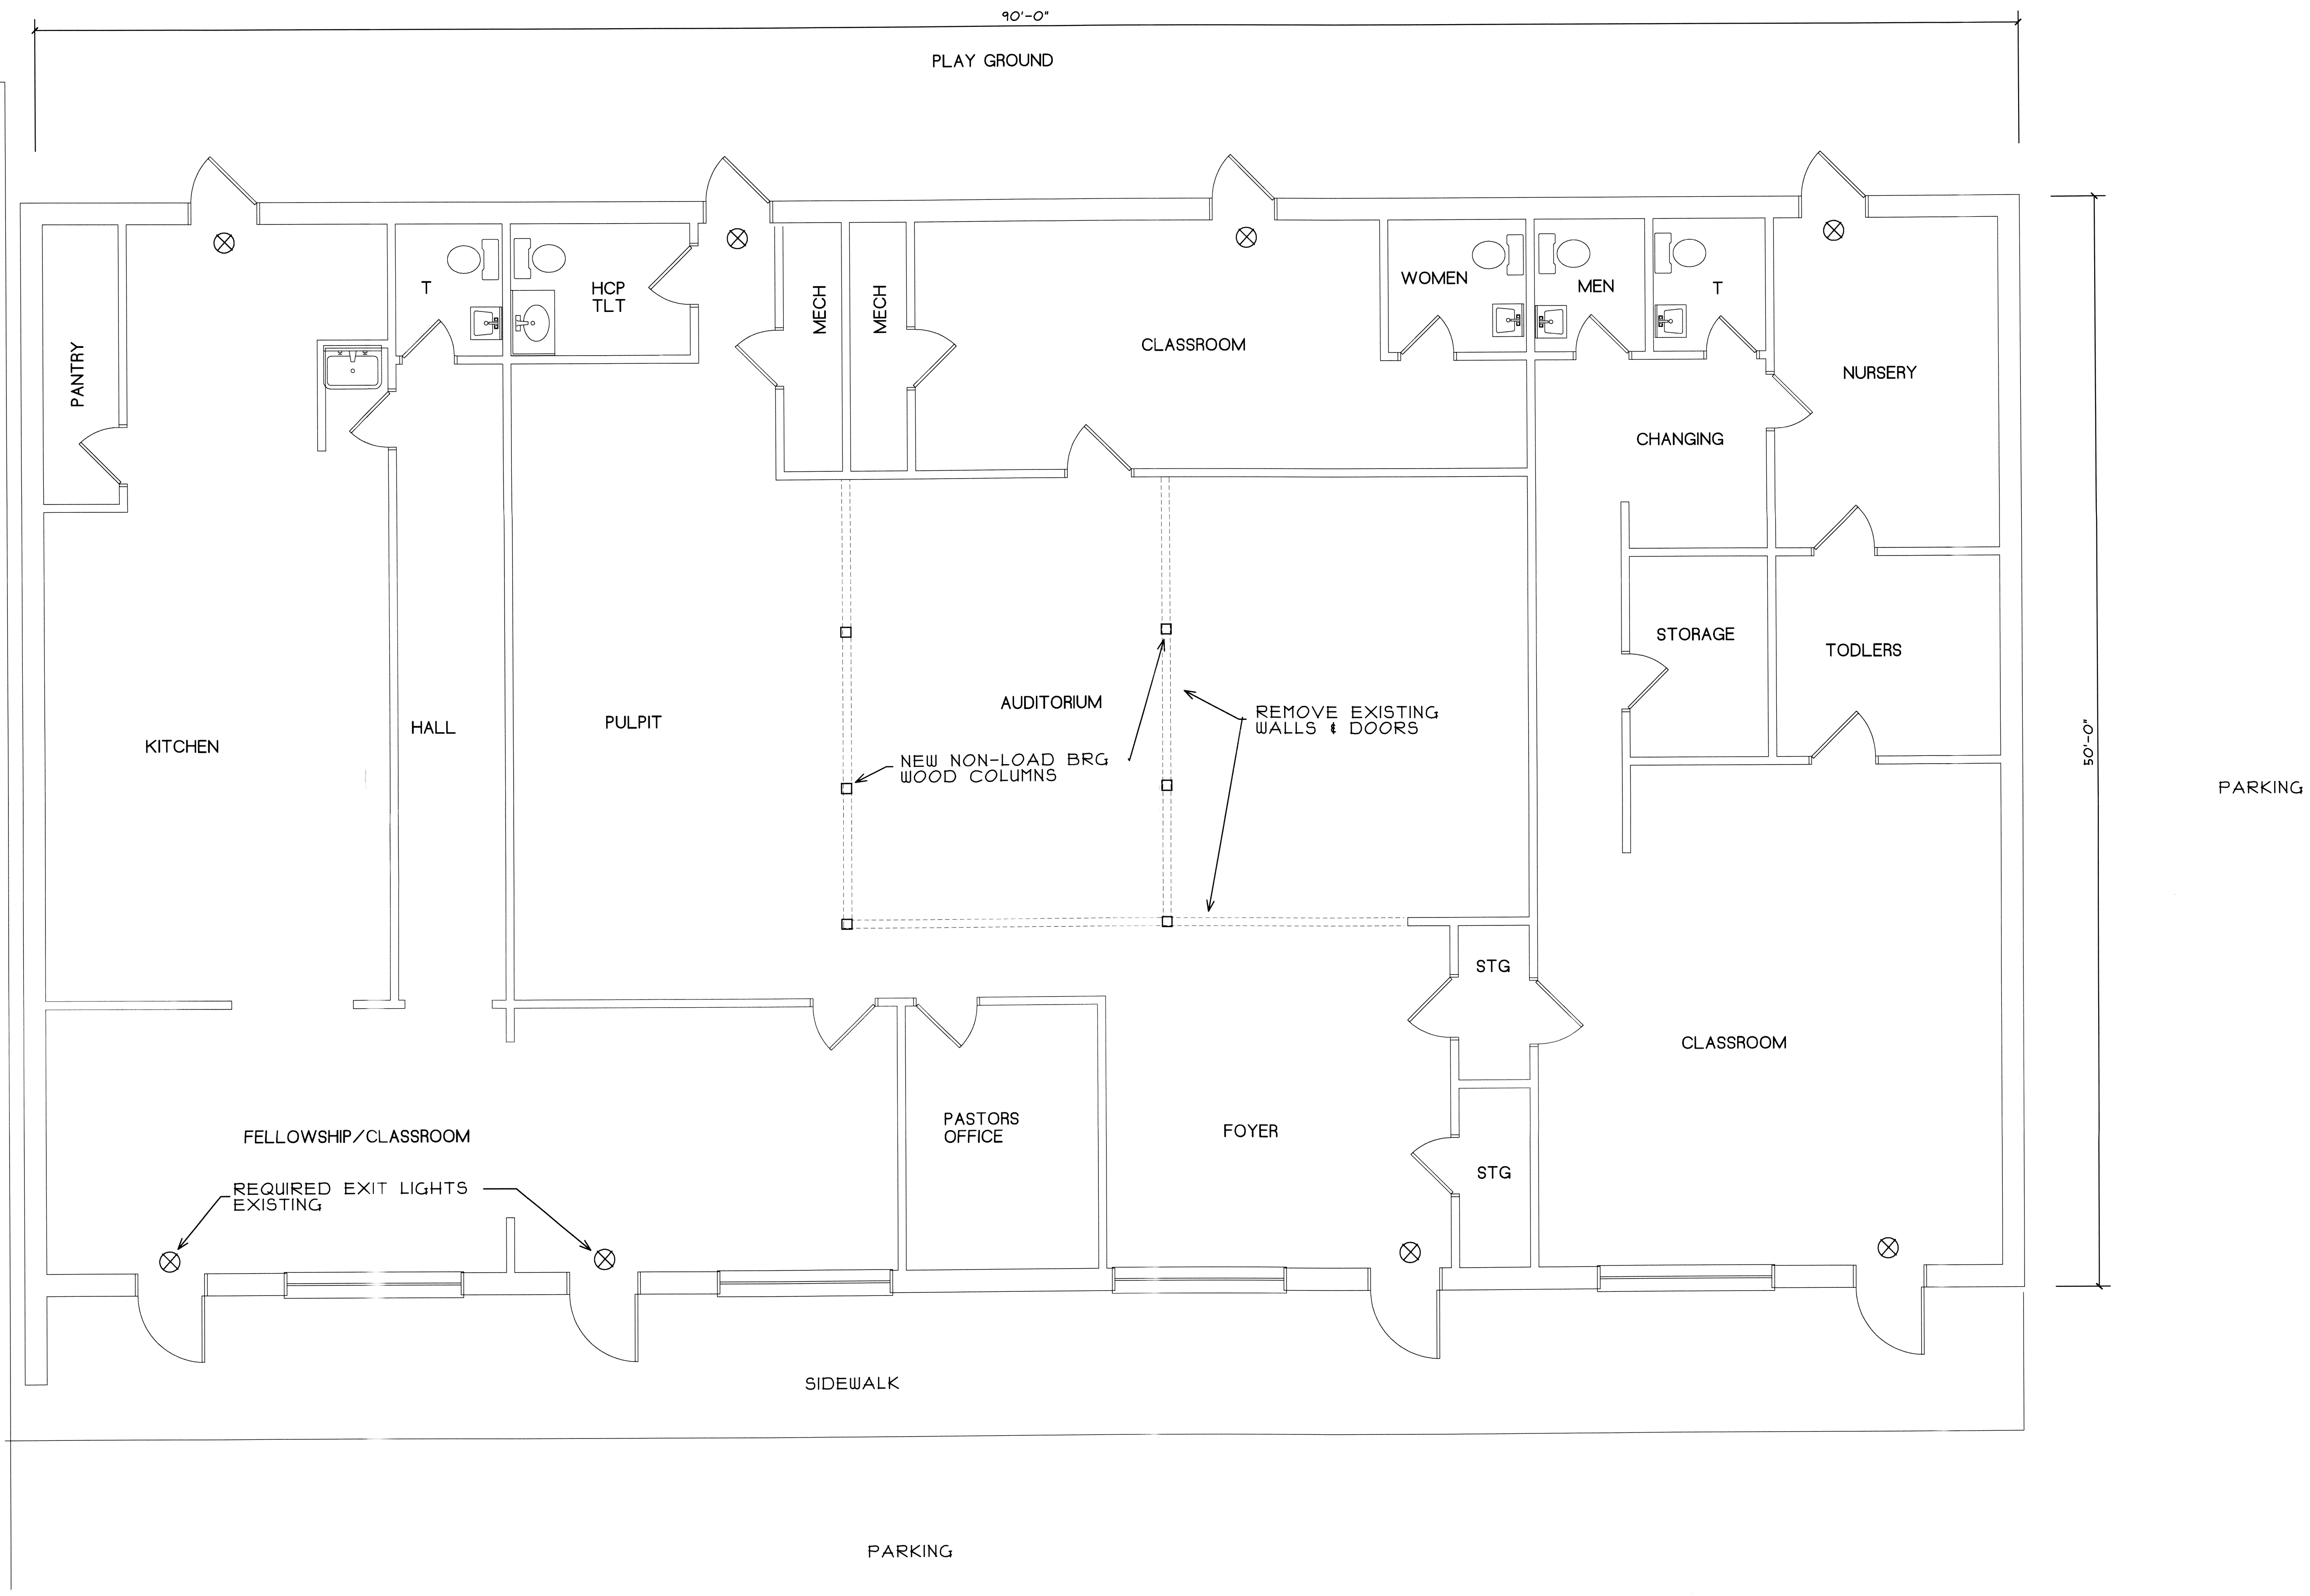 90'-0"
PLAY GROUND
T
HCP
TLT
MECH
MECH
CLASSROOM
WOMEN
MEN
T
PANTRY
NURSERY
CHANGING
STORAGE
TODLERS
AUDITORIUM
REMOVE EXISTING
WALLS & DOORS
KITCHEN
HALL
PULPIT
NEW NON-LOAD BRG
WOOD COLUMNS
50'-0"
PARKING
STG
CLASSROOM
FELLOWSHIP/CLASSROOM
PASTORS
OFFICE
FOYER
STG
REQUIRED EXIT LIGHTS
EXISTING
SIDEWALK
PARKING